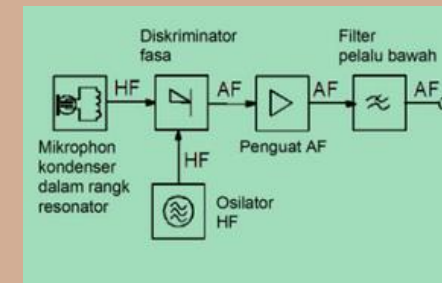 Diskriminator
fasa
Filter
pelalu bawah
HF
AF
AF
AF
Mikrophon
kondenser
dalam rangk
resonator
HF
Penguat AF
Osilator
HF